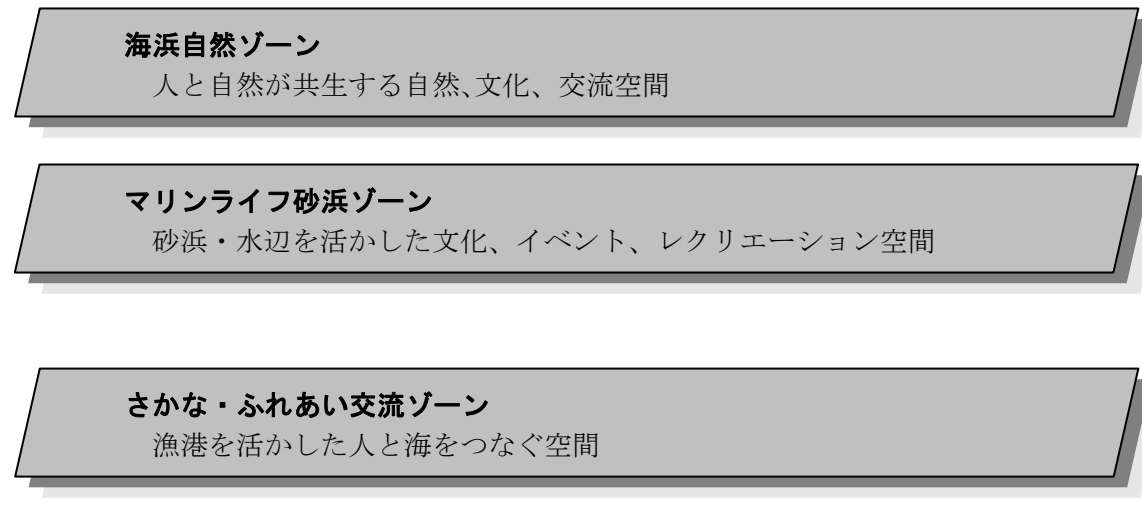 海浜自然ゾーン
人と自然が共生する自然、文化、交流空間
マリンライフ砂浜ゾーン
砂浜・水辺を活かした文化、イベント、レクリエーション空間
さかな・ふれあい交流ゾーン
漁港を活かした人と海をつなぐ空間